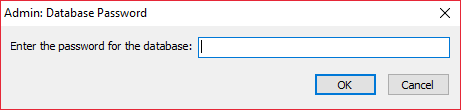 Admin: Database Password
Enter the password for the database:
OK Cancel